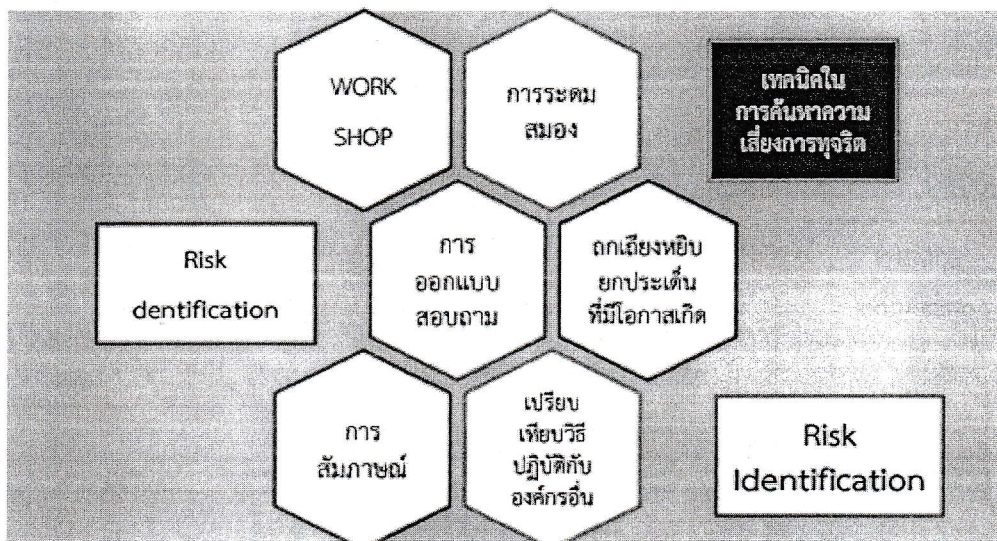 WORK
SHOP
การระดม
สมอง
เทคนิคใน
การค้นหาความ
เสี่ยงการทุจริต
Risk
dentification
การ
ออกแบบ
สอบถาม
ถกเถียงหยิบ
ยกประเด็น
ที่มีโอกาสเกิด
การ
สัมภาษณ์
เปรียบ
เทียบวิธี
ปฏิบัติกับ
องค์กรอื่น
Risk
Identification